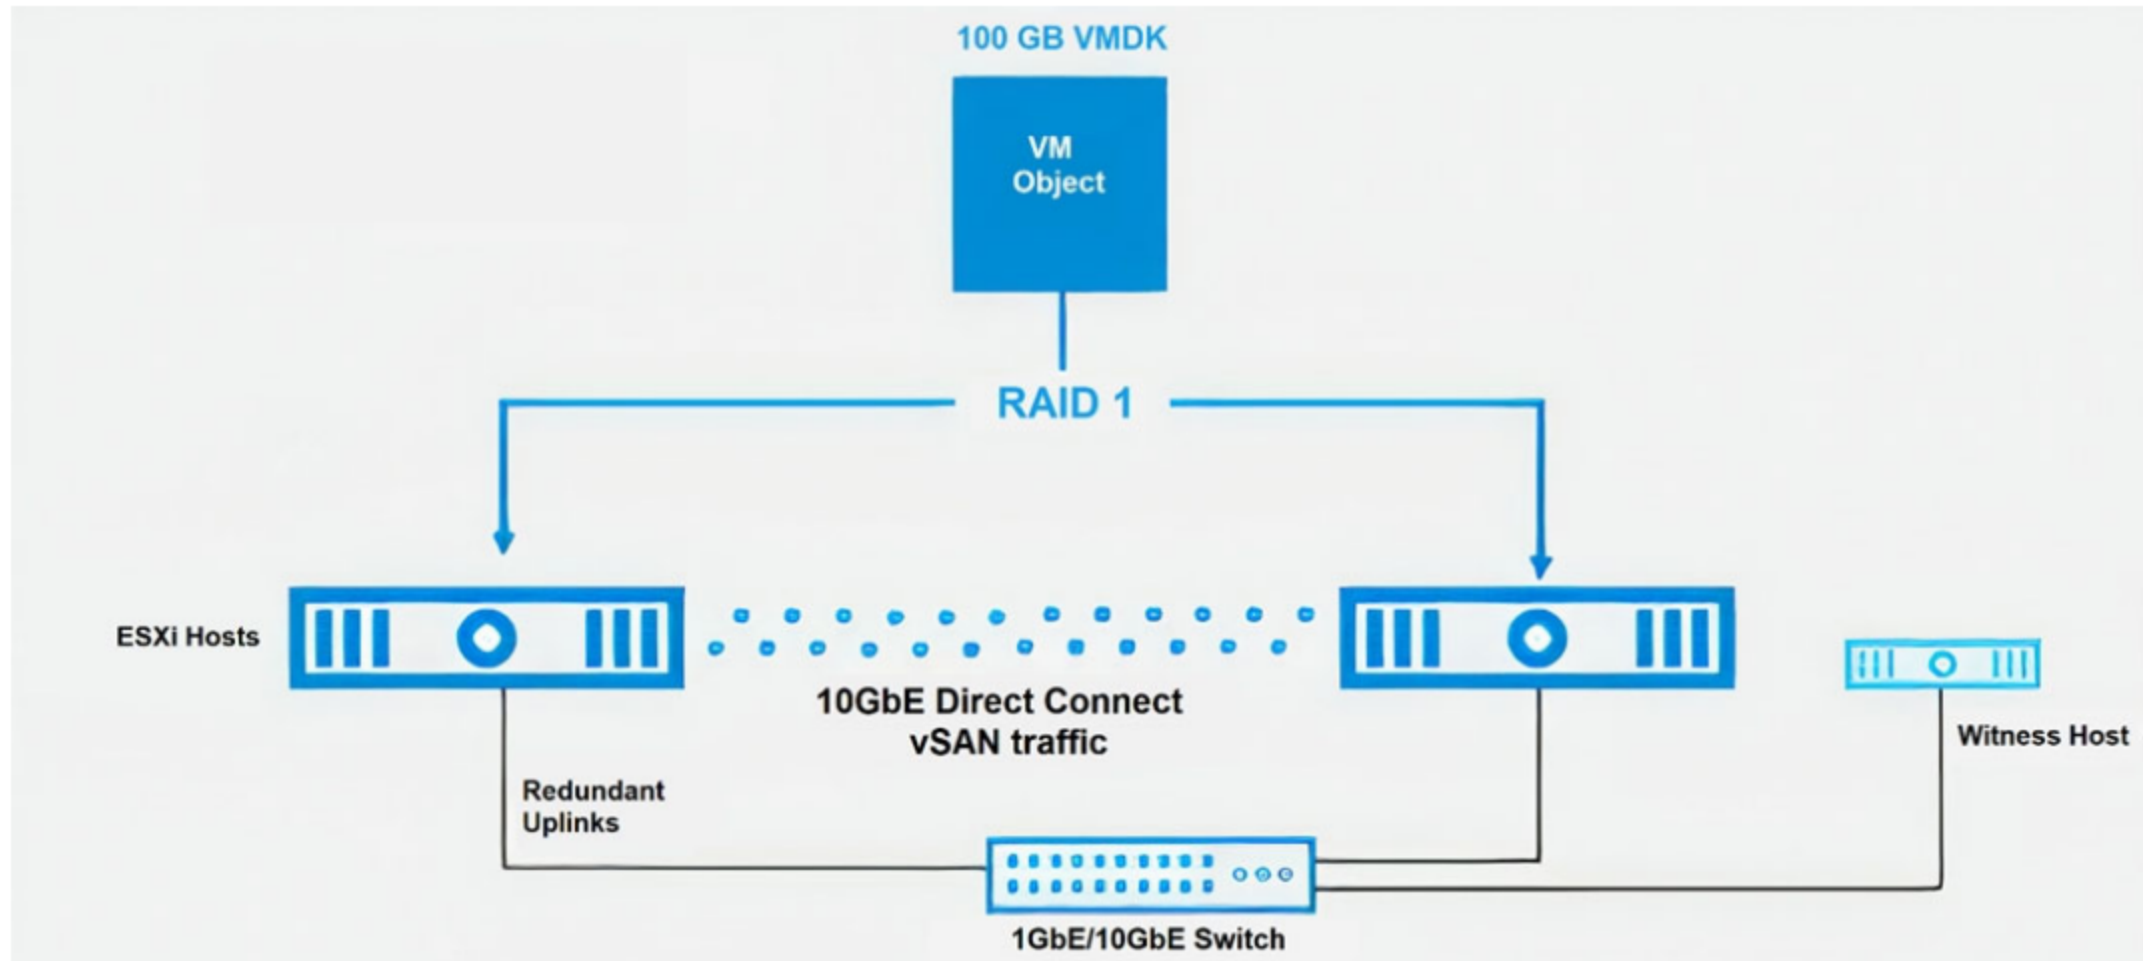 100 GB VMDK
VM
Object
RAID 1
ESXi Hosts
10GbE Direct Connect
vSAN traffic
Witness Host
Redundant
Uplinks
1GbE/10GbE Switch